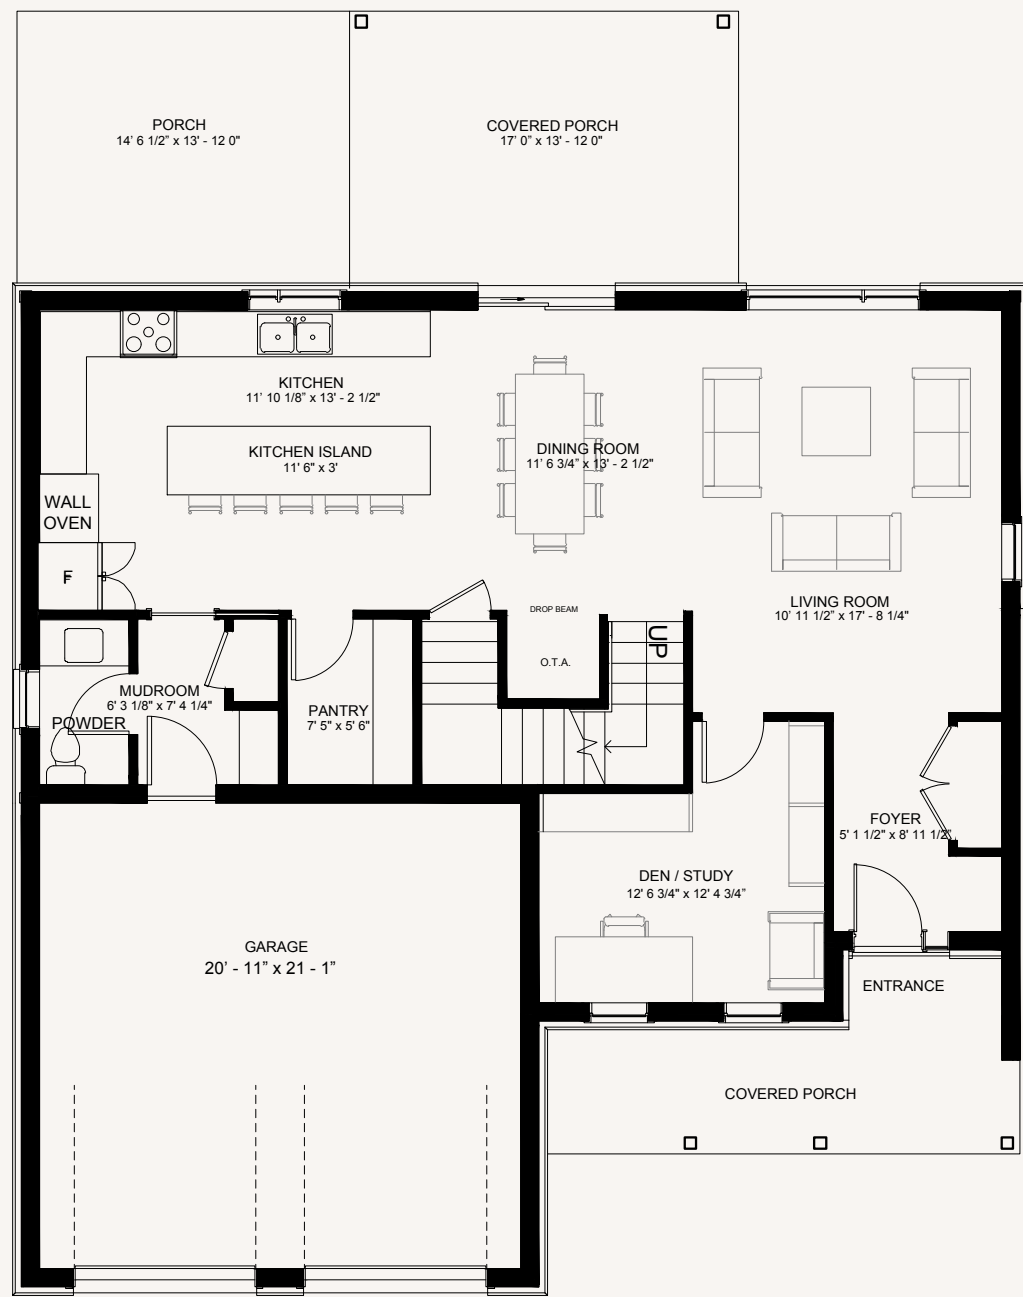 PORCH
14' 6 1/2" x 13' - 12 0"
COVERED PORCH
17' 0" x 13' - 12 0"
KITCHEN
11' 10 1/8" x 13' - 2 1/2"
KITCHEN ISLAND
11' 6" x 3'
DINING ROOM
11' 6 3/4" x 13' - 2 1/2"
WALL
OVEN
F
DROP BEAM
O.T.A.
UP
LIVING ROOM
10' 11 1/2" x 17' - 8 1/4"
MUDROOM
6' 3 1/8" x 7' 4 1/4"
POWDER
PANTRY
7' 5" x 5' 6"
FOYER
5' 1 1/2" x 8' 11 1/2"
DEN / STUDY
12' 6 3/4" x 12' 4 3/4"
GARAGE
20' - 11" x 21 - 1"
ENTRANCE
COVERED PORCH